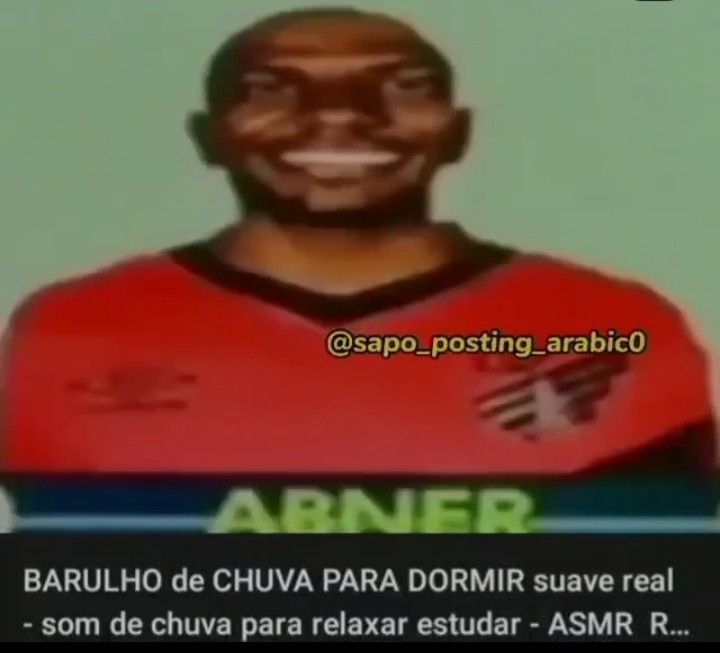 @sapo_posting_arabic0
ABNER
BARULHO de CHUVA PARA DORMIR suave real
- som de chuva para relaxar estudar - ASMR R...